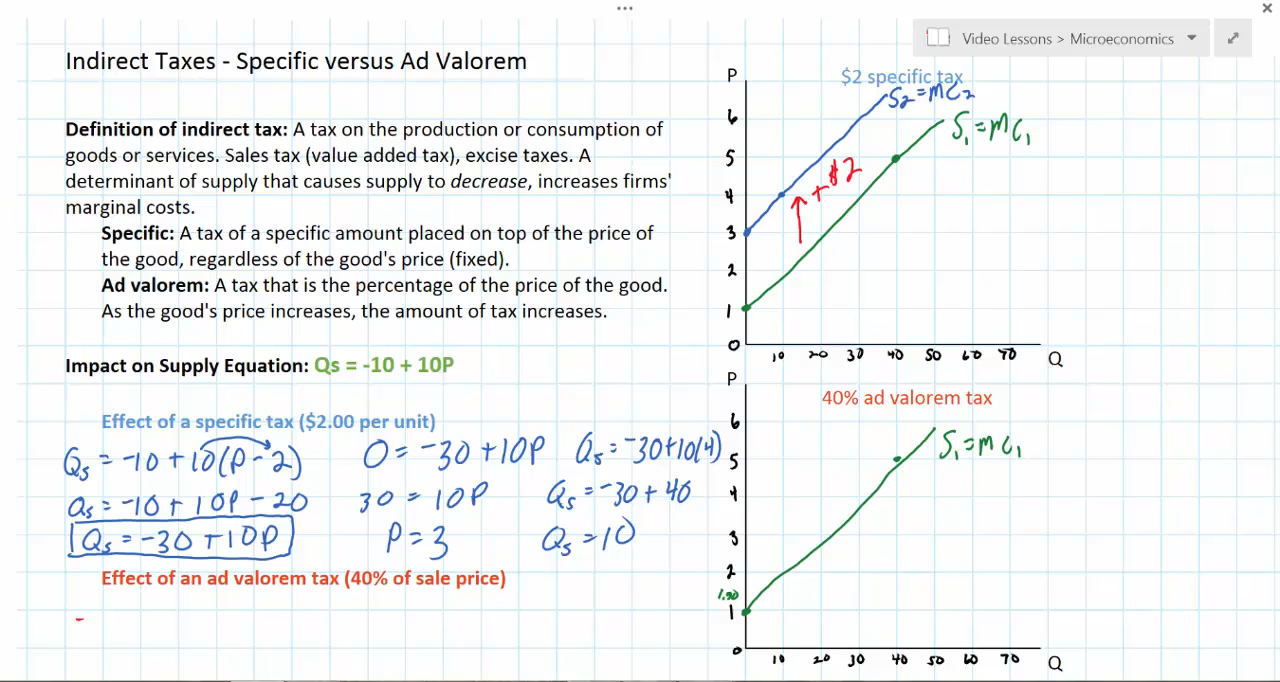 Video Lessons > Microeconomics
Indirect Taxes - Specific versus Ad Valorem
Definition of indirect tax: A tax on the production or consumption of
goods or services. Sales tax (value added tax), excise taxes. A
determinant of supply that causes supply to decrease, increases firms'
marginal costs.
Specific: A tax of a specific amount placed on top of the price of
the good, regardless of the good's price (fixed).
Ad valorem: A tax that is the percentage of the price of the good.
As the good's price increases, the amount of tax increases.
Impact on Supply Equation: Qs = -10 + 10P
Effect of a specific tax ($2.00 per unit)
Qs = -10 + 10(P - 2)
Qs = -10 + 10P - 20
Qs = -30 + 10P
0 = -30 + 10P
30 = 10P
P = 3
Qs = -30 + 10(4)
Qs = -30 + 40
Qs = 10
Effect of an ad valorem tax (40% of sale price)
$2 specific tax
P
S2 = MC2
S1 = MC1
+$2
6
5
4
3
2
1
0
10 20 30 40 50 60 70 Q
P
40% ad valorem tax
S1 = MC1
6
5
4
3
2
1
0
10 20 30 40 50 60 70 Q